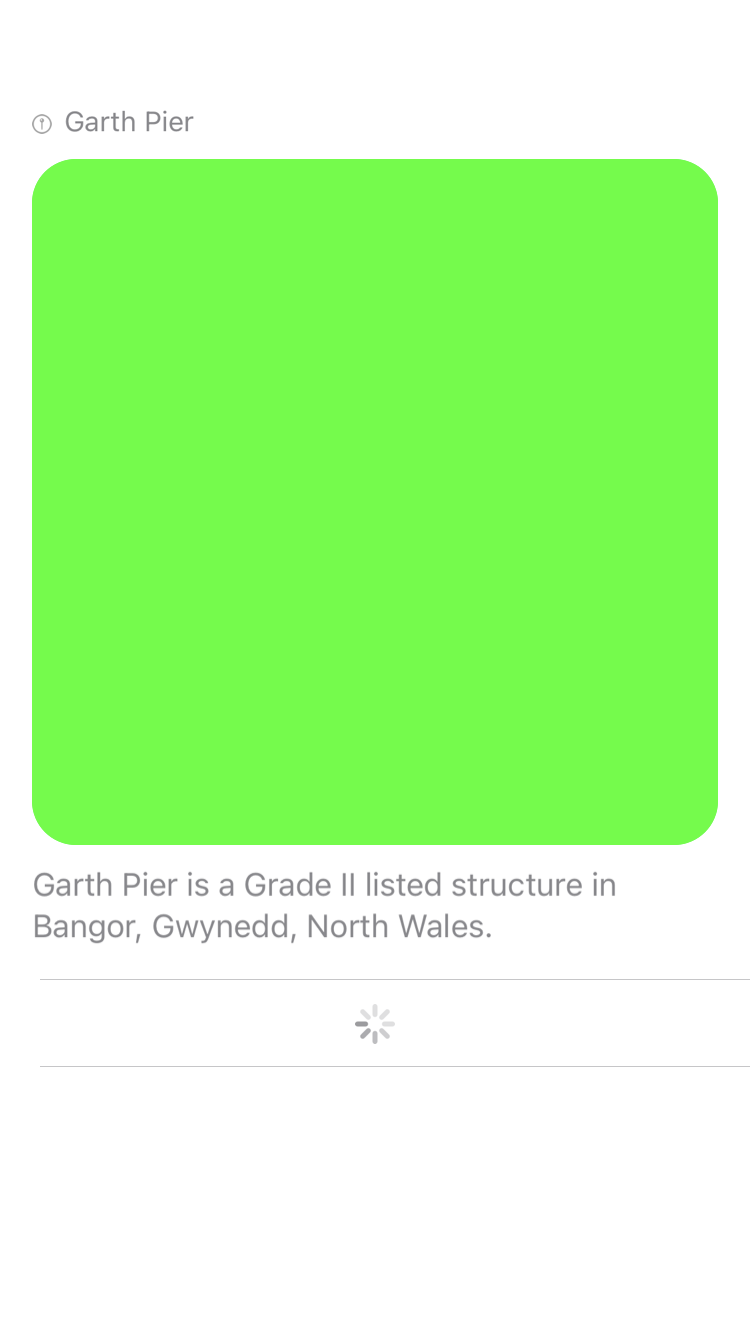 Garth Pier
Garth Pier is a Grade II listed structure in
Bangor, Gwynedd, North Wales.